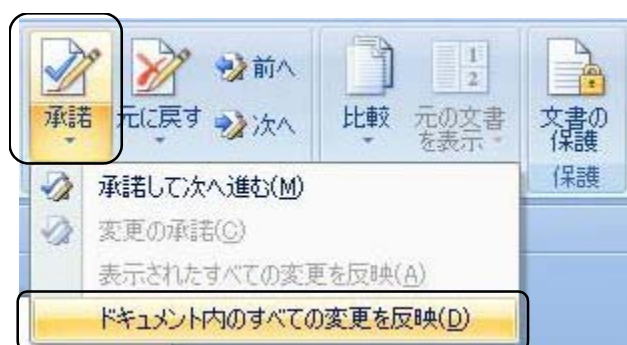 承諾
元に戻す
前へ
次へ
比較
1
2
元の文書
を表示
文書の
保護
保護
承諾して次へ進む(M)
変更の承諾(C)
表示されたすべての変更を反映(A)
ドキュメント内のすべての変更を反映(D)